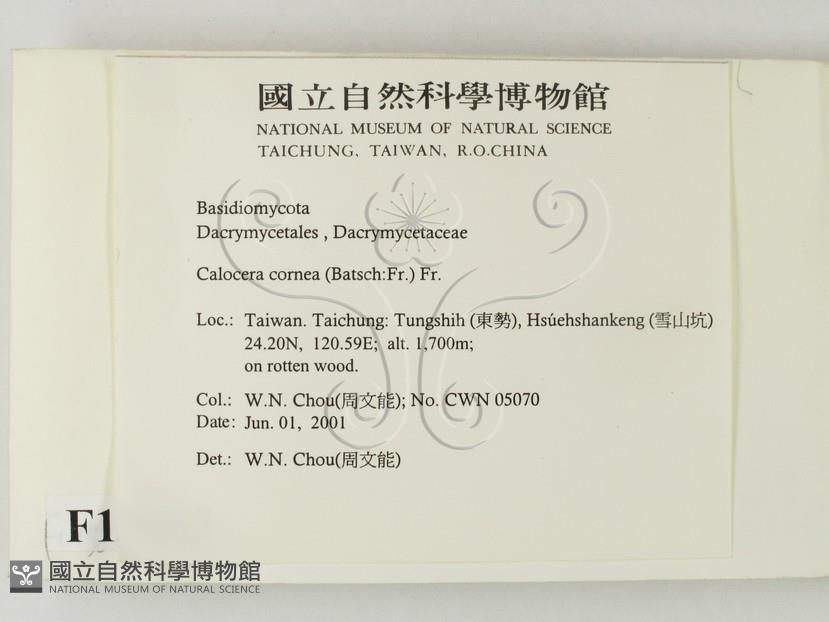 國立自然科學博物館
NATIONAL MUSEUM OF NATURAL SCIENCE
TAICHUNG, TAIWAN, R.O.CHINA
Basidiomycota
Dacrymycetales , Dacrymycetaceae
Calocera cornea (Batsch:Fr.) Fr.
Loc.: Taiwan. Taichung: Tungshih (東勢), Hsúehshankeng (雪山坑)
24.20N, 120.59E; alt. 1,700m;
on rotten wood.
Col.: W.N. Chou(周文能); No. CWN 05070
Date: Jun. 01, 2001
Det.: W.N. Chou(周文能)
F1
國立自然科學博物館
NATIONAL MUSEUM OF NATURAL SCIENCE